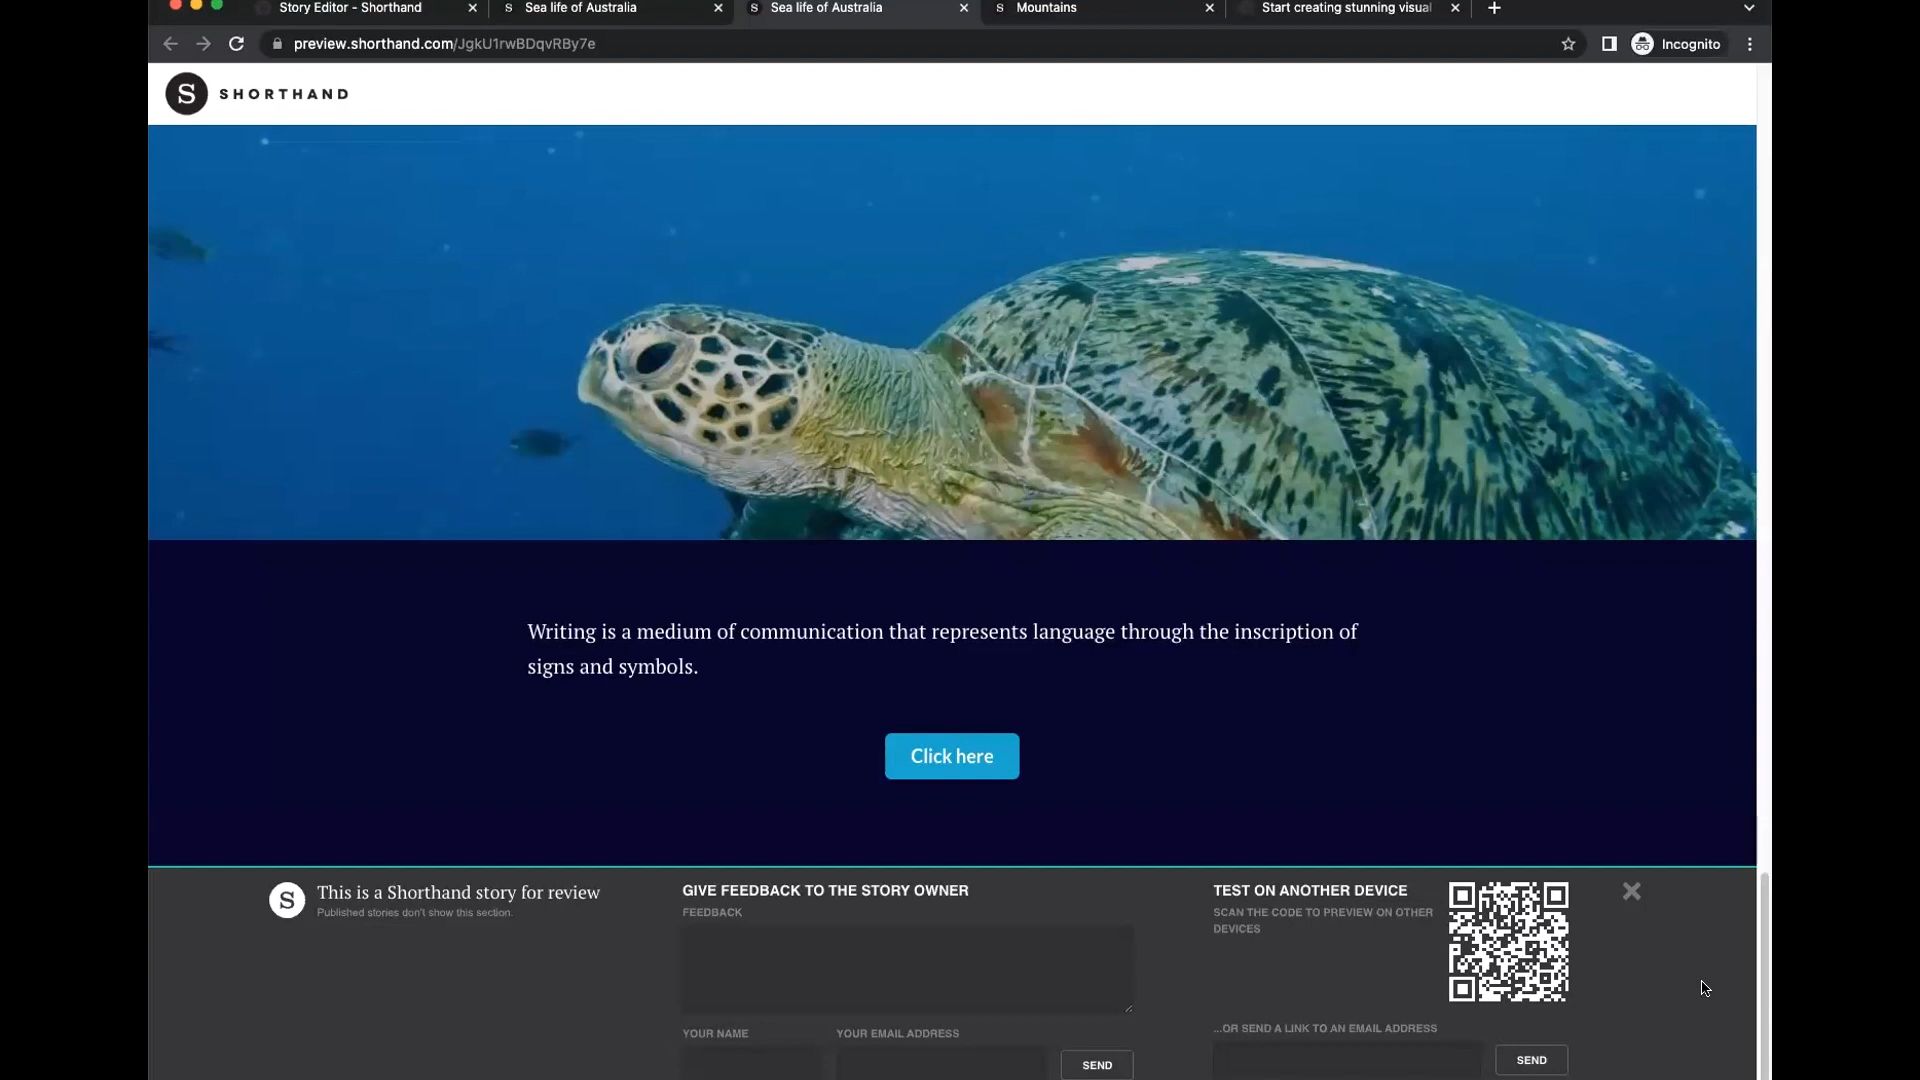 Story Editor - Shorthand
Sea life of Australia
Sea life of Australia
Mountains
Start creating stunning visual
preview.shorthand.com/JgkU1rwBDqvRBy7e
Incognito
S SHORTHAND
Writing is a medium of communication that represents language through the inscription of
signs and symbols.
Click here
S This is a Shorthand story for review
Published stories don't show this section.
GIVE FEEDBACK TO THE STORY OWNER
FEEDBACK
YOUR NAME
YOUR EMAIL ADDRESS
SEND
TEST ON ANOTHER DEVICE
SCAN THE CODE TO PREVIEW ON OTHER
DEVICES
...OR SEND A LINK TO AN EMAIL ADDRESS
SEND